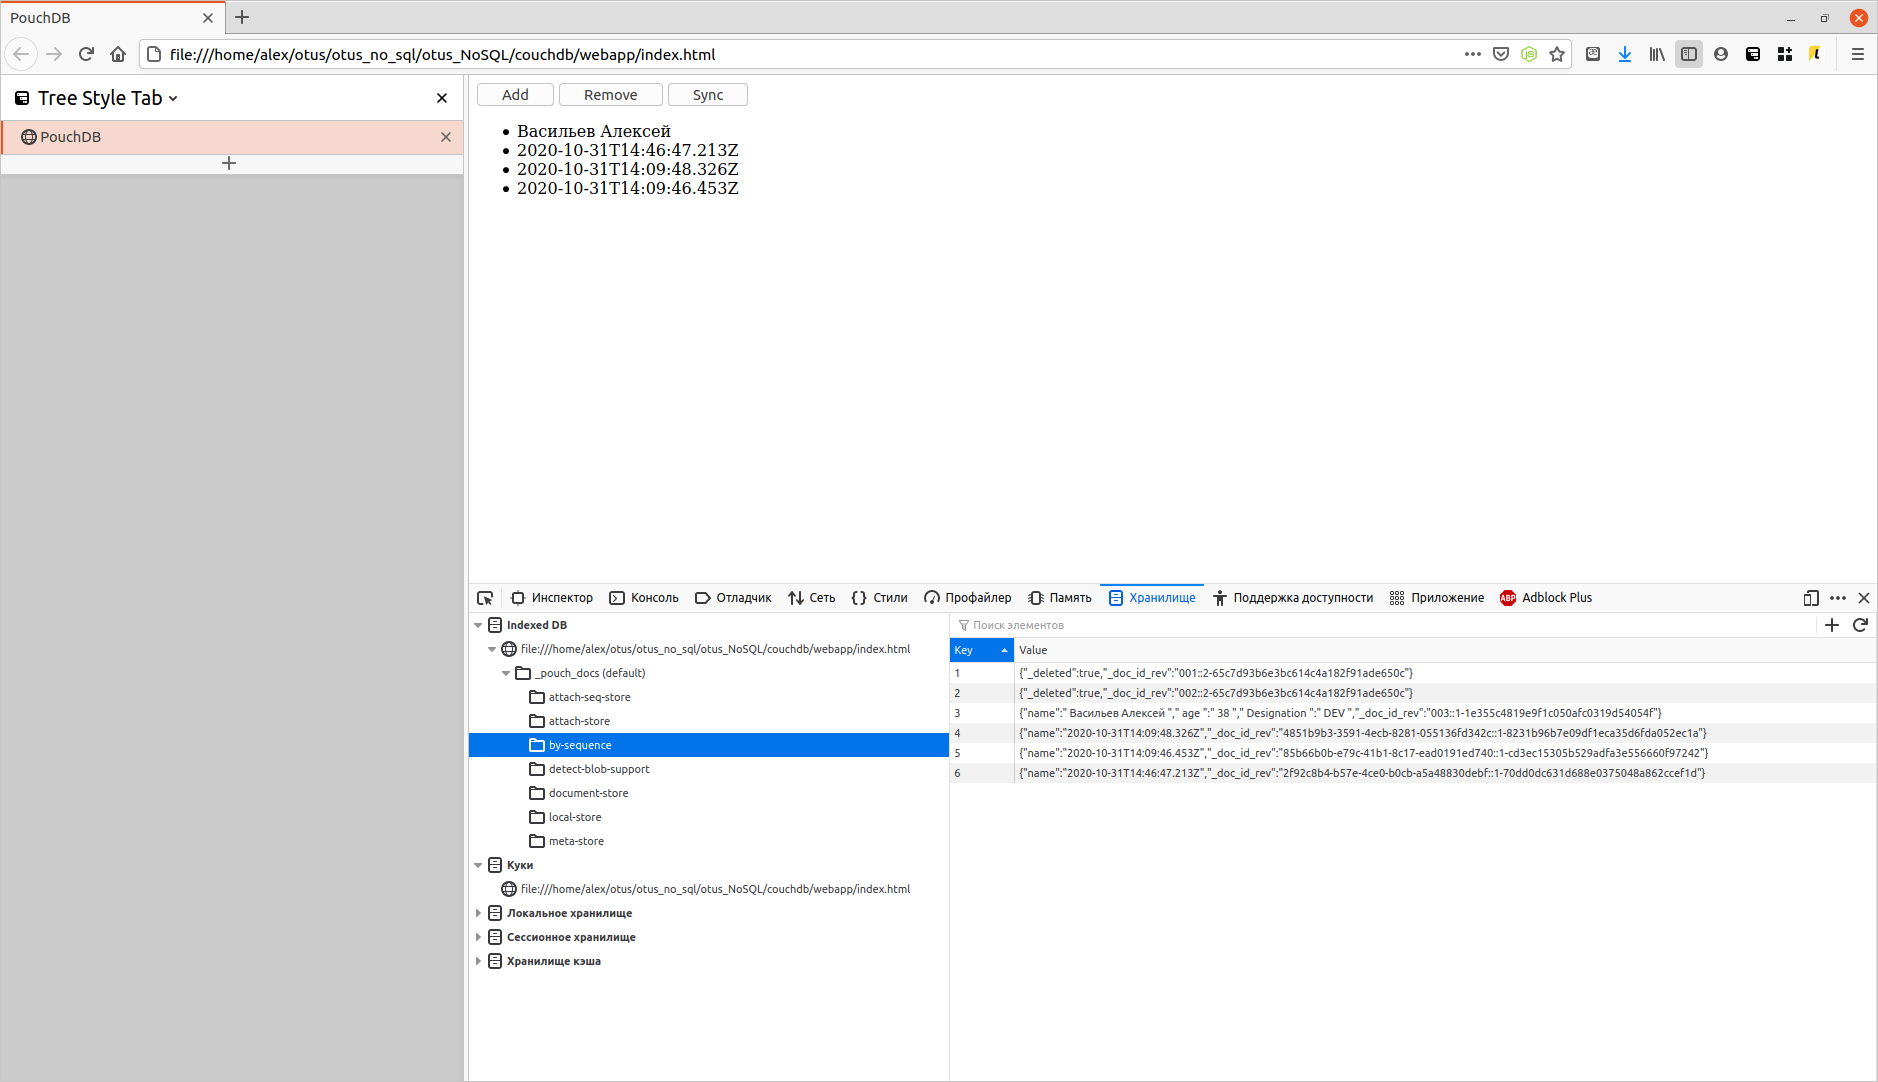 PouchDB
file:///home/alex/otus/otus_no_sql/otus_NoSQL/couchdb/webapp/index.html
Tree Style Tab
PouchDB
Add Remove Sync
Васильев Алексей
2020-10-31T14:46:47.213Z
2020-10-31T14:09:48.326Z
2020-10-31T14:09:46.453Z
Инспектор Консоль Отладчик Сеть Стили Профайлер Память Хранилище Поддержка доступности Приложение ABP Adblock Plus
Indexed DB
file:///home/alex/otus/otus_no_sql/otus_NoSQL/couchdb/webapp/index.html
_pouch_docs (default)
attach-seq-store
attach-store
by-sequence
detect-blob-support
document-store
local-store
meta-store
Куки
file:///home/alex/otus/otus_no_sql/otus_NoSQL/couchdb/webapp/index.html
Локальное хранилище
Сессионное хранилище
Хранилище кэша
Поиск элементов
Key Value
1 {"_deleted":true,"_doc_id_rev":"001::2-65c7d93b6e3bc614c4a182f91ade650c"}
2 {"_deleted":true,"_doc_id_rev":"002::2-65c7d93b6e3bc614c4a182f91ade650c"}
3 {"name":" Васильев Алексей "," age ":" 38 "," Designation ":" DEV ","_doc_id_rev":"003::1-1e355c4819e9f1c050afc0319d54054f"}
4 {"name":"2020-10-31T14:09:48.326Z","_doc_id_rev":"4851b9b3-3591-4ecb-8281-055136fd342c::1-8231b96b7e09df1eca35d6fda052ec1a"}
5 {"name":"2020-10-31T14:09:46.453Z","_doc_id_rev":"85b66b0b-e79c-41b1-8c17-ead0191ed740::1-cd3ec15305b529adfa3e556660f97242"}
6 {"name":"2020-10-31T14:46:47.213Z","_doc_id_rev":"2f92c8b4-b57e-4ce0-b0cb-a5a48830debf::1-70dd0dc631d688e0375048a862ccef1d"}